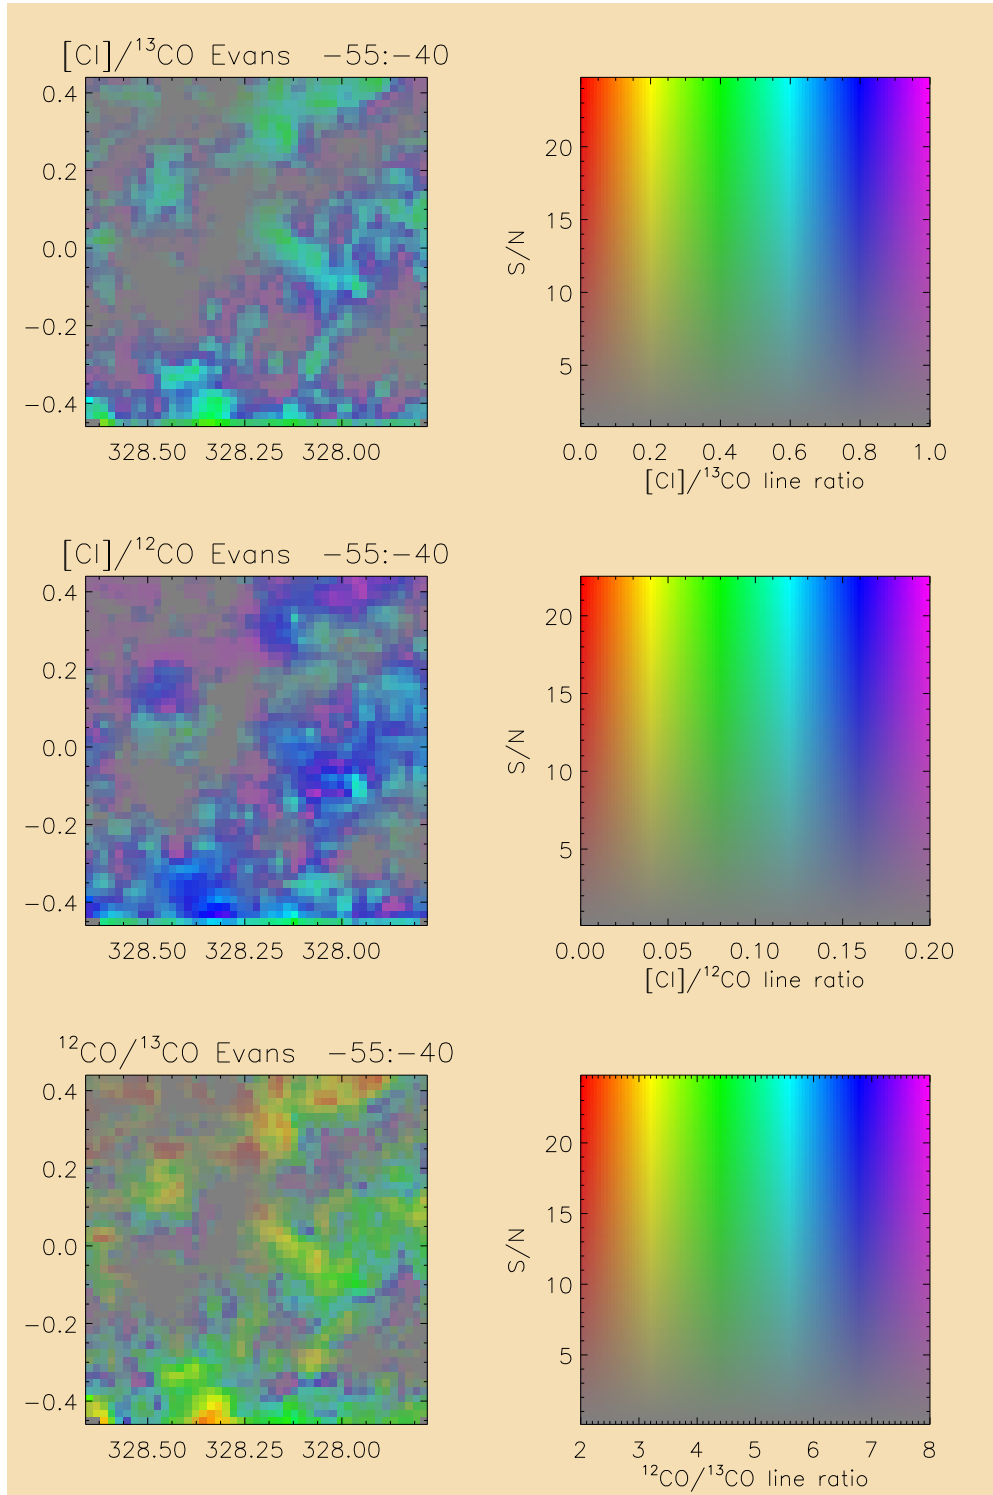 [CI]/¹³CO Evans −55:−40
0.4
0.2
0.0
−0.2
−0.4
328.50 328.25 328.00
20
15
10
5
S/N
0.0 0.2 0.4 0.6 0.8 1.0
[CI]/¹³CO line ratio
[CI]/¹²CO Evans −55:−40
0.4
0.2
0.0
−0.2
−0.4
328.50 328.25 328.00
20
15
10
5
S/N
0.00 0.05 0.10 0.15 0.20
[CI]/¹²CO line ratio
¹²CO/¹³CO Evans −55:−40
0.4
0.2
0.0
−0.2
−0.4
328.50 328.25 328.00
20
15
10
5
S/N
2 3 4 5 6 7 8
¹²CO/¹³CO line ratio